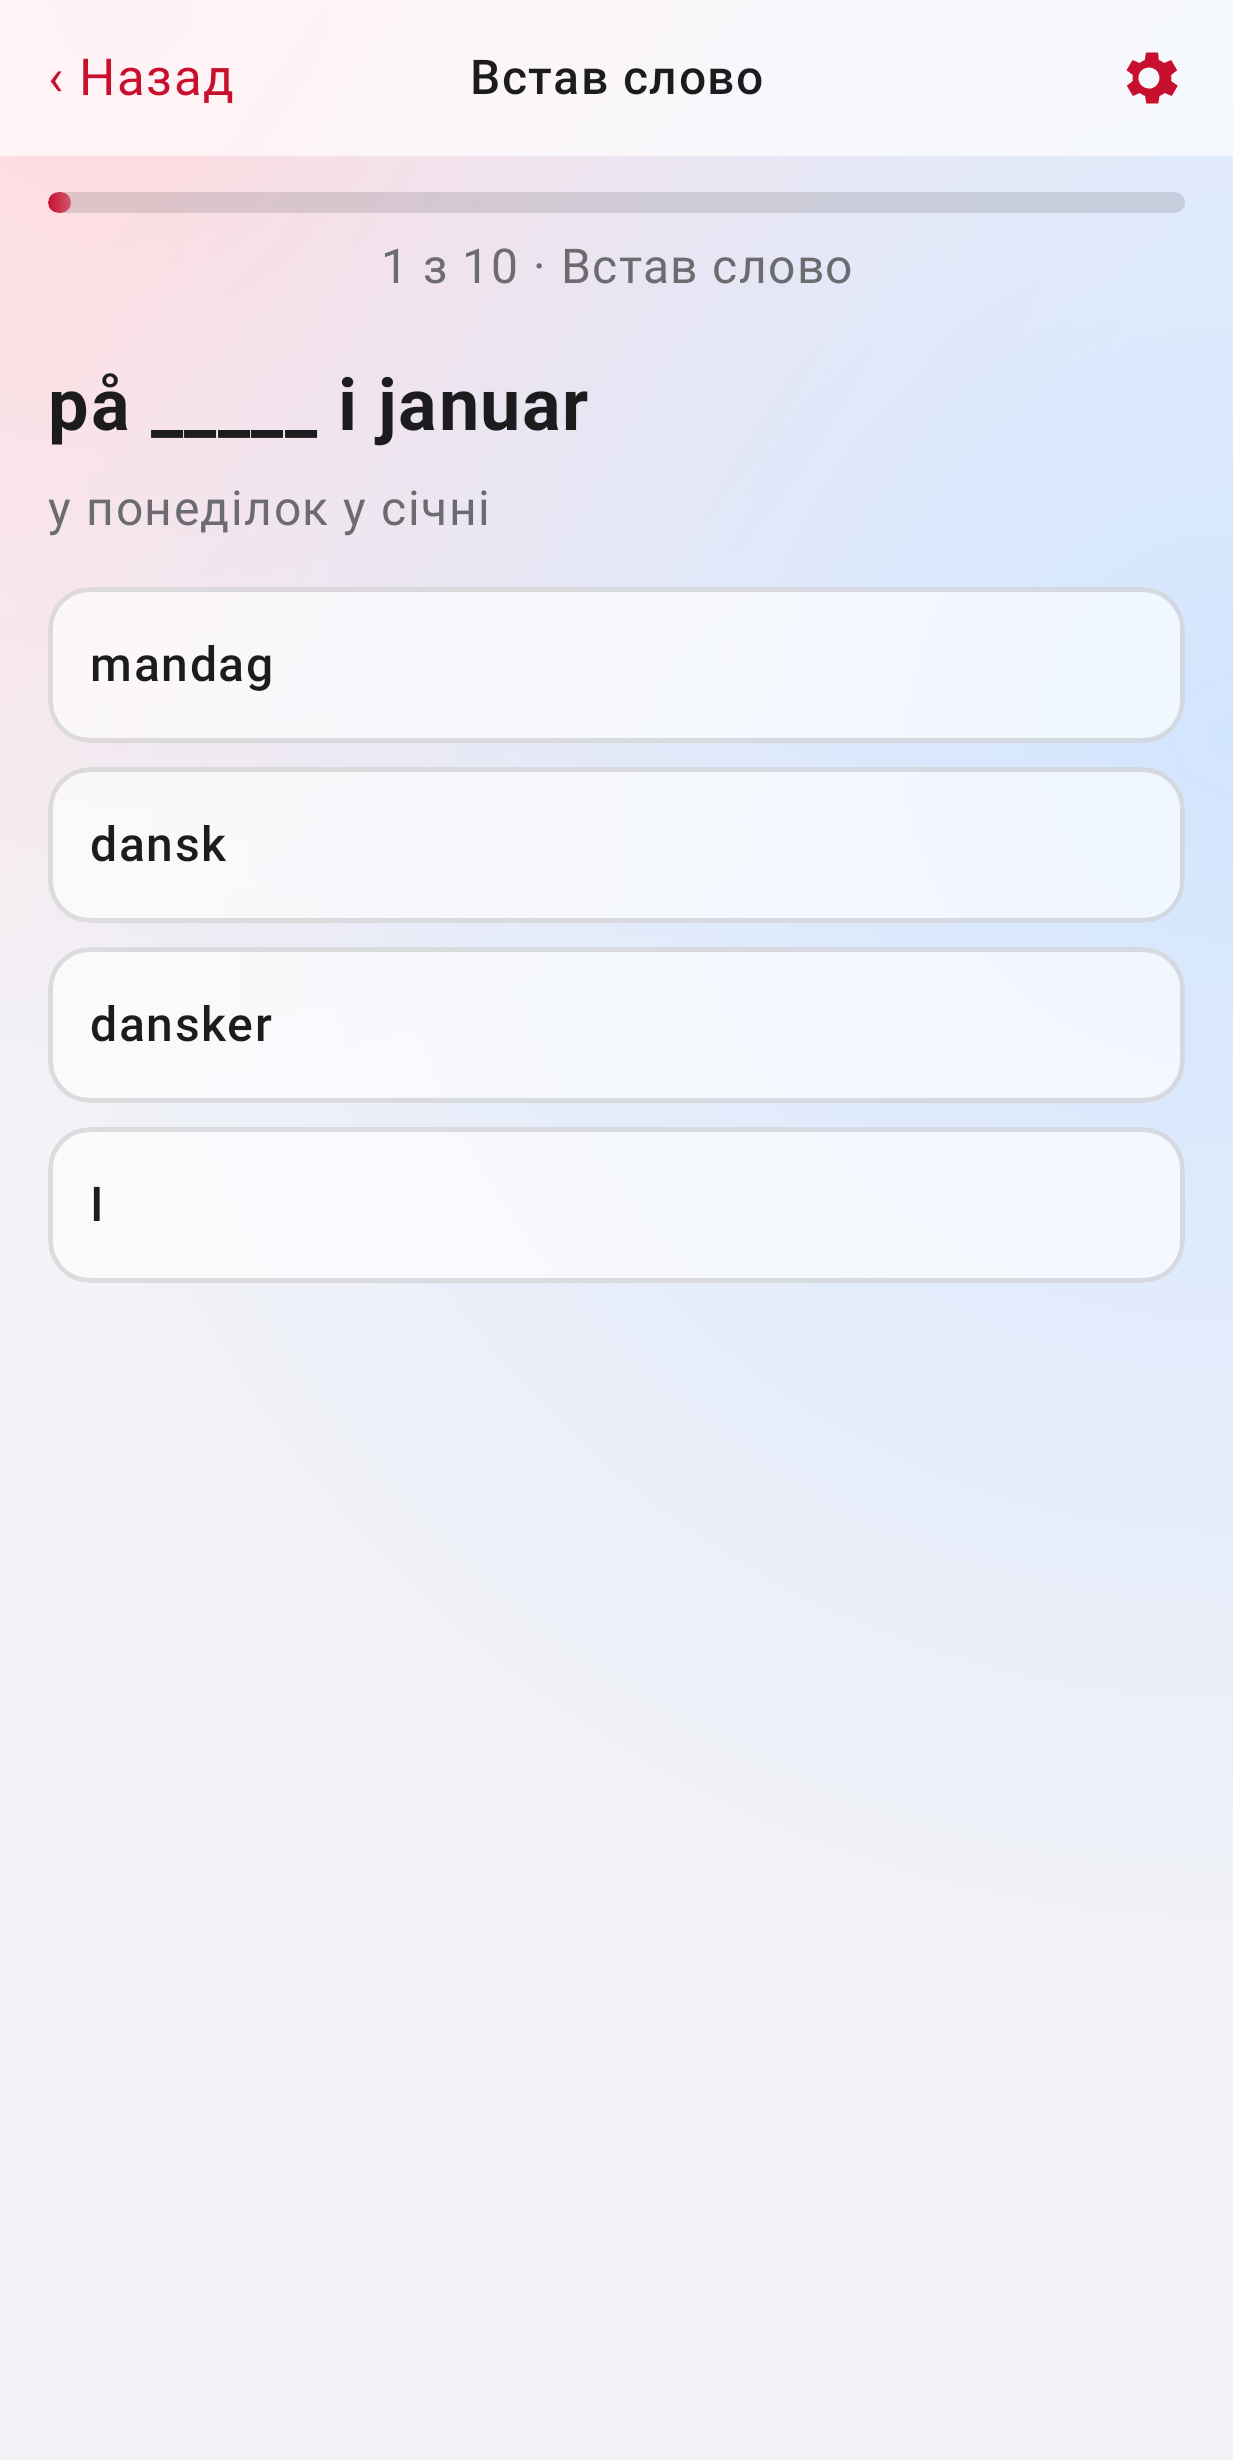 ‹ Назад
Встав слово
1 з 10 · Встав слово
på _____ i januar
у понеділок у січні
mandag
dansk
dansker
I